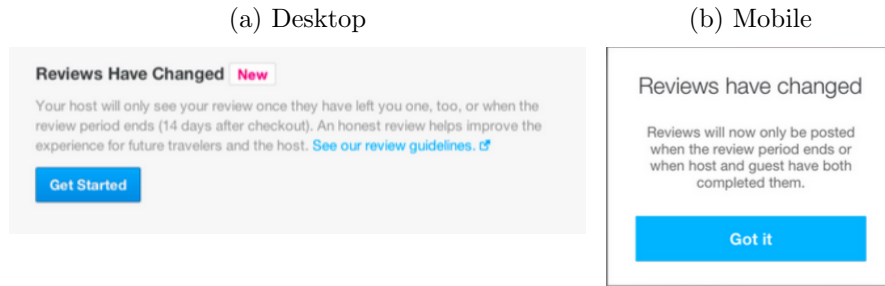 (a) Desktop
Reviews Have Changed New
Your host will only see your review once they have left you one, too, or when the
review period ends (14 days after checkout). An honest review helps improve the
experience for future travelers and the host. See our review guidelines.
Get Started
(b) Mobile
Reviews have changed
Reviews will now only be posted
when the review period ends or
when host and guest have both
completed them.
Got it